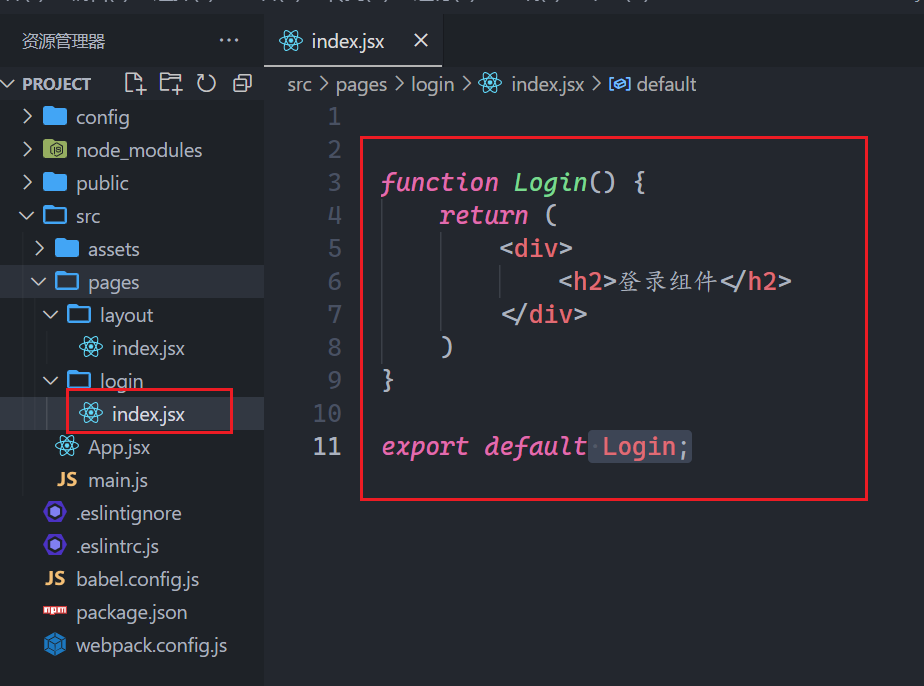 资源管理器
index.jsx
PROJECT
src > pages > login > index.jsx > default
config
node_modules
public
src
assets
pages
layout
index.jsx
login
index.jsx
App.jsx
JS main.js
.eslintignore
.eslintrc.js
JS babel.config.js
npm package.json
webpack.config.js
1
2
3 function Login() {
4 return (
5 <div>
6 <h2>登录组件</h2>
7 </div>
8 )
9 }
10
11 export default Login;